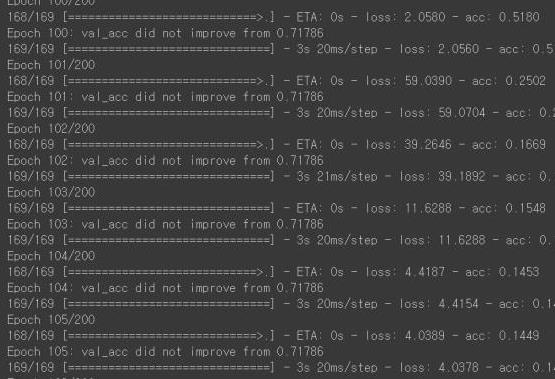 Epoch 100/200
168/169 [============================>.] - ETA: 0s - loss: 2.0580 - acc: 0.5180
Epoch 100: val_acc did not improve from 0.71786
169/169 [==============================] - 3s 20ms/step - loss: 2.0560 - acc: 0.5
Epoch 101/200
168/169 [============================>.] - ETA: 0s - loss: 59.0390 - acc: 0.2502
Epoch 101: val_acc did not improve from 0.71786
169/169 [==============================] - 3s 20ms/step - loss: 59.0704 - acc: 0.2
Epoch 102/200
168/169 [============================>.] - ETA: 0s - loss: 39.2646 - acc: 0.1669
Epoch 102: val_acc did not improve from 0.71786
169/169 [==============================] - 3s 21ms/step - loss: 39.1892 - acc: 0.
Epoch 103/200
168/169 [============================>.] - ETA: 0s - loss: 11.6288 - acc: 0.1548
Epoch 103: val_acc did not improve from 0.71786
169/169 [==============================] - 3s 20ms/step - loss: 11.6288 - acc: 0.
Epoch 104/200
168/169 [============================>.] - ETA: 0s - loss: 4.4187 - acc: 0.1453
Epoch 104: val_acc did not improve from 0.71786
169/169 [==============================] - 3s 20ms/step - loss: 4.4154 - acc: 0.14
Epoch 105/200
168/169 [============================>.] - ETA: 0s - loss: 4.0389 - acc: 0.1449
Epoch 105: val_acc did not improve from 0.71786
169/169 [==============================] - 3s 20ms/step - loss: 4.0378 - acc: 0.14